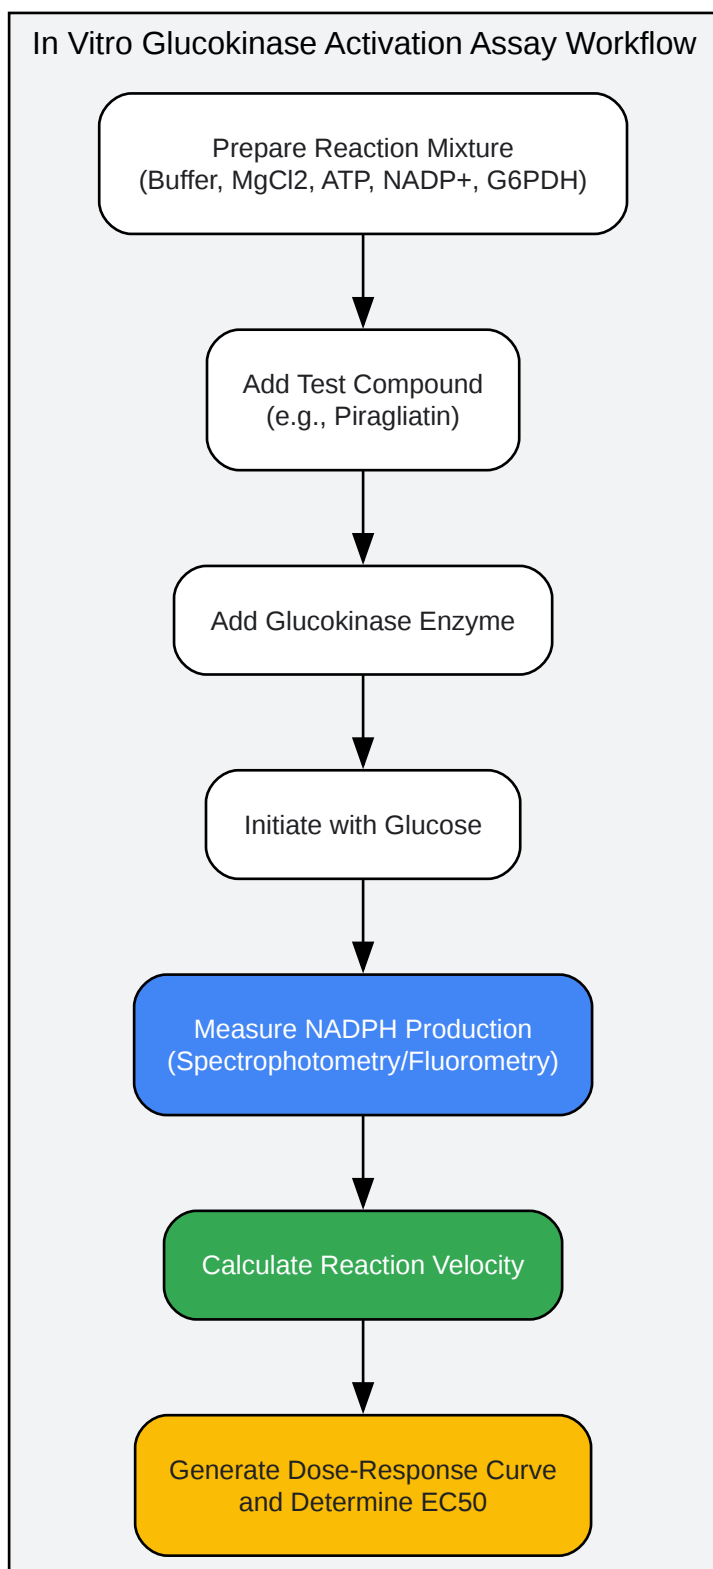 In Vitro Glucokinase Activation Assay Workflow
Prepare Reaction Mixture
(Buffer, MgCl2, ATP, NADP+, G6PDH)
Add Test Compound
(e.g., Piragliatin)
Add Glucokinase Enzyme
Initiate with Glucose
Measure NADPH Production
(Spectrophotometry/Fluorometry)
Calculate Reaction Velocity
Generate Dose-Response Curve
and Determine EC50